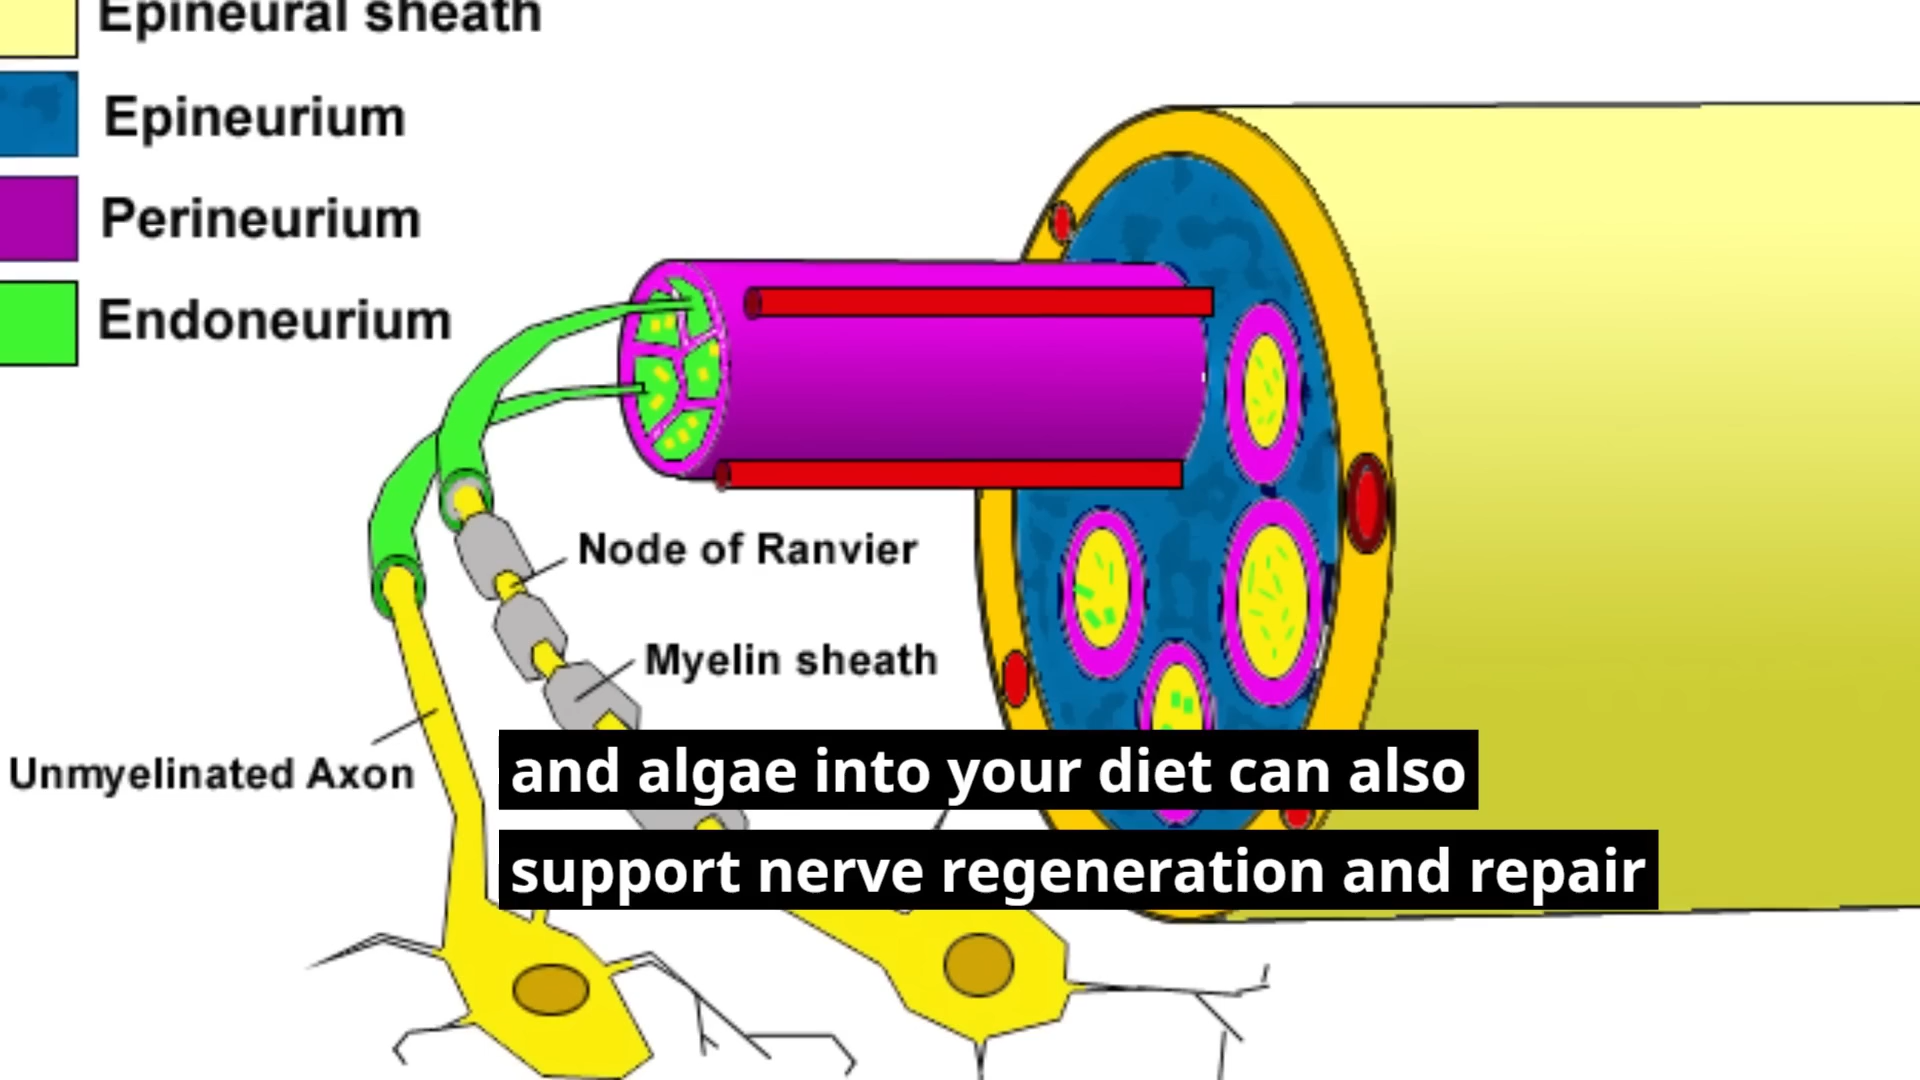 Epineural sheath
Epineurium
Perineurium
Endoneurium
Node of Ranvier
Myelin sheath
Unmyelinated Axon
and algae into your diet can also
support nerve regeneration and repair